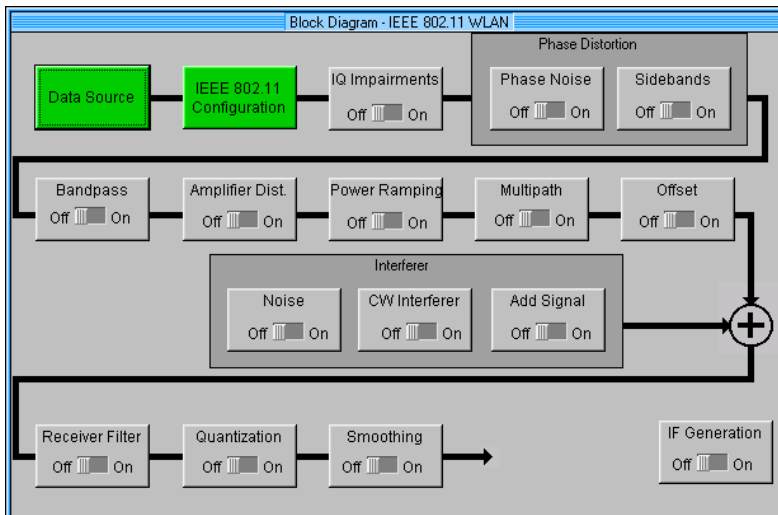 Block Diagram - IEEE 802.11 WLAN
Phase Distortion
Data Source
IEEE 802.11
Configuration
IQ Impairments
Off On
Phase Noise
Off On
Sidebands
Off On
Bandpass
Off On
Amplifier Dist.
Off On
Power Ramping
Off On
Multipath
Off On
Offset
Off On
Interferer
Noise
Off On
CW Interferer
Off On
Add Signal
Off On
Receiver Filter
Off On
Quantization
Off On
Smoothing
Off On
IF Generation
Off On